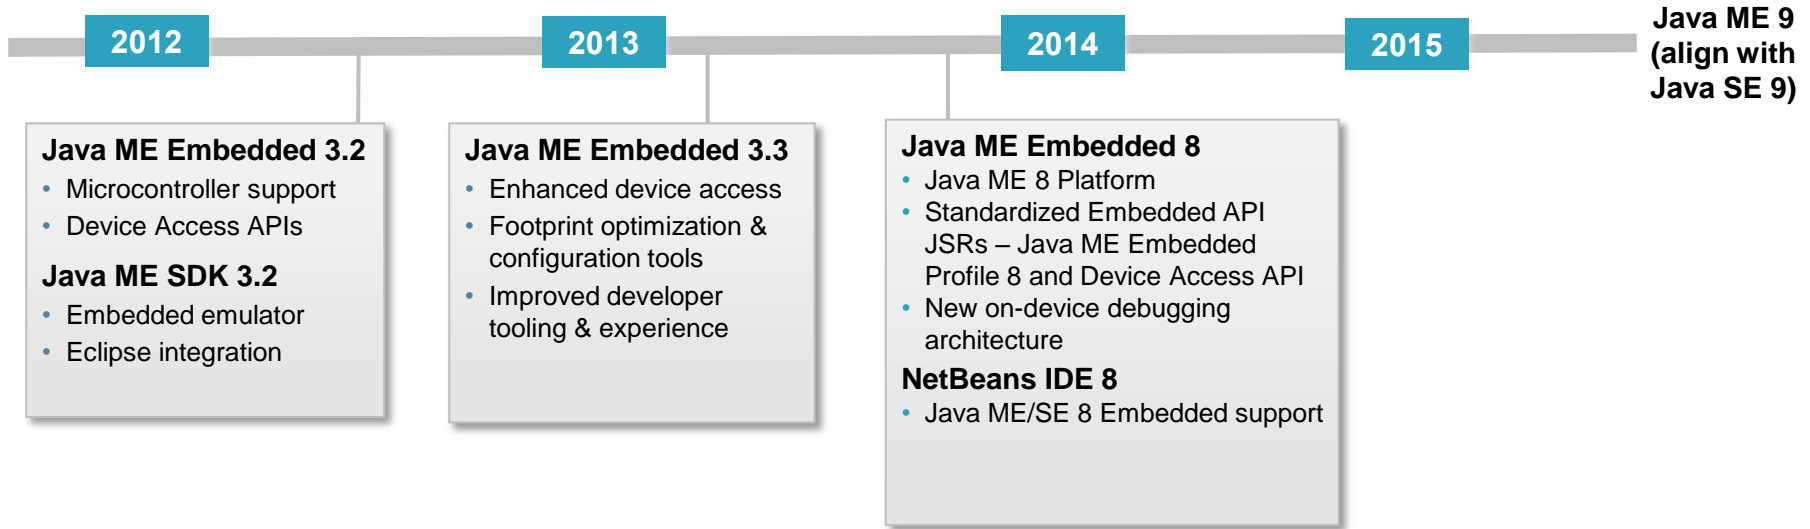 2012
2013
2014
2015
Java ME 9
(align with
Java SE 9)
Java ME Embedded 3.2
• Microcontroller support
• Device Access APIs
Java ME SDK 3.2
• Embedded emulator
• Eclipse integration
Java ME Embedded 3.3
• Enhanced device access
• Footprint optimization &
configuration tools
• Improved developer
tooling & experience
Java ME Embedded 8
• Java ME 8 Platform
• Standardized Embedded API
JSRs – Java ME Embedded
Profile 8 and Device Access API
• New on-device debugging
architecture
NetBeans IDE 8
• Java ME/SE 8 Embedded support